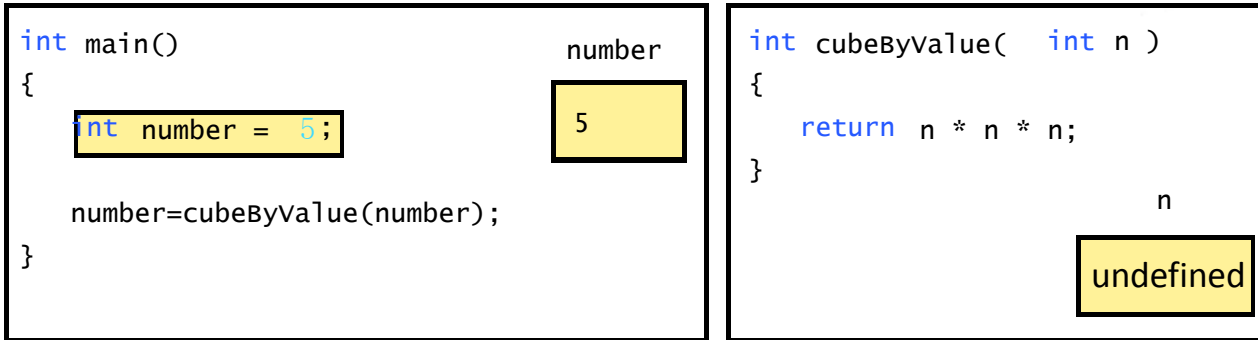 int main()
number
{
int number = 5;
5
number=cubeByValue(number);
}
int cubeByValue( int n )
{
return n * n * n;
}
n
undefined